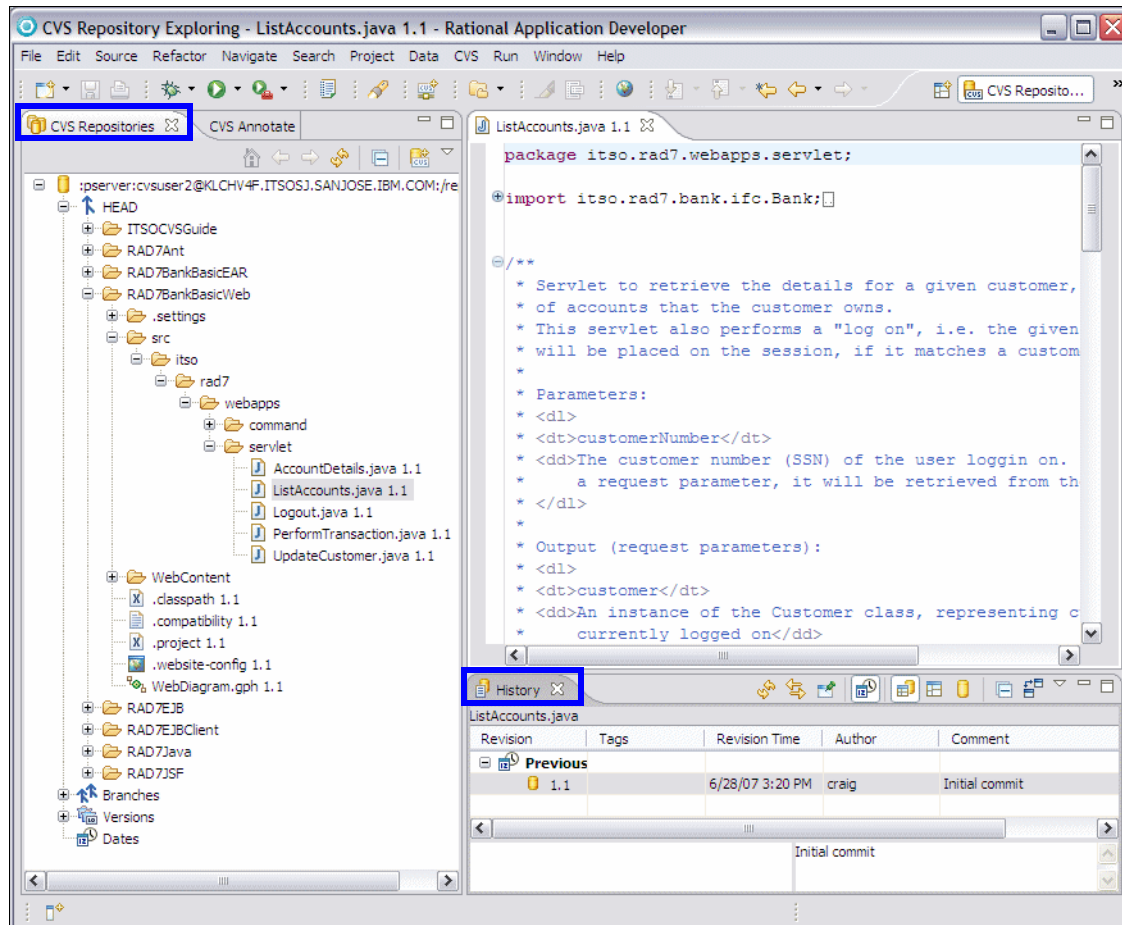 CVS Repository Exploring - ListAccounts.java 1.1 - Rational Application Developer
File Edit Source Refactor Navigate Search Project Data CVS Run Window Help
CVS Reposito...
CVS Repositories
CVS Annotate
:pserver:cvsuser2@KLCHV4F.ITSOSJ.SANJOSE.IBM.COM:/re
HEAD
ITSOCVSGuide
RAD7Ant
RAD7BankBasicEAR
RAD7BankBasicWeb
.settings
src
itso
rad7
webapps
command
servlet
AccountDetails.java 1.1
ListAccounts.java 1.1
Logout.java 1.1
PerformTransaction.java 1.1
UpdateCustomer.java 1.1
WebContent
.classpath 1.1
.compatibility 1.1
.project 1.1
.website-config 1.1
WebDiagram.gph 1.1
RAD7EJB
RAD7EJBClient
RAD7Java
RAD7JSF
Branches
Versions
Dates
ListAccounts.java 1.1
package itso.rad7.webapps.servlet;
import itso.rad7.bank.ifc.Bank;
/**
* Servlet to retrieve the details for a given customer,
* of accounts that the customer owns.
* This servlet also performs a "log on", i.e. the given
* will be placed on the session, if it matches a custom
*
* Parameters:
* <dl>
* <dt>customerNumber</dt>
* <dd>The customer number (SSN) of the user loggin on.
* a request parameter, it will be retrieved from th
* </dl>
*
* Output (request parameters):
* <dl>
* <dt>customer</dt>
* <dd>An instance of the Customer class, representing c
* currently logged on</dd>
History
ListAccounts.java
Revision Tags Revision Time Author Comment
Previous
1.1 6/28/07 3:20 PM craig Initial commit
Initial commit